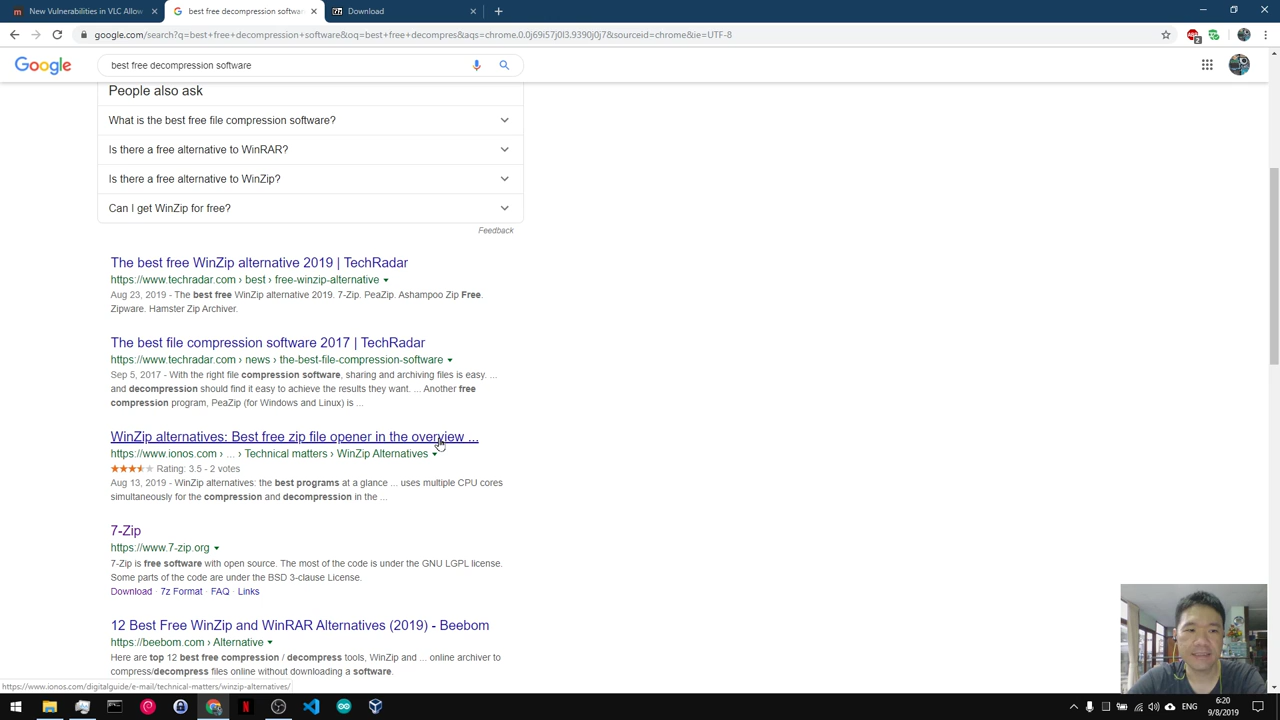 New Vulnerabilities in VLC Allow
best free decompression softwar
7z Download
google.com/search?q=best+free+decompression+software&oq=best+free+decompres&aqs=chrome.0.0j69i57j0l3.9390j0j7&sourceid=chrome&ie=UTF-8
2
Google
best free decompression software
People also ask
What is the best free file compression software?
Is there a free alternative to WinRAR?
Is there a free alternative to WinZip?
Can I get WinZip for free?
Feedback
The best free WinZip alternative 2019 | TechRadar
https://www.techradar.com › best › free-winzip-alternative
Aug 23, 2019 - The best free WinZip alternative 2019. 7-Zip. PeaZip. Ashampoo Zip Free.
Zipware. Hamster Zip Archiver.
The best file compression software 2017 | TechRadar
https://www.techradar.com › news › the-best-file-compression-software
Sep 5, 2017 - With the right file compression software, sharing and archiving files is easy. ...
and decompression should find it easy to achieve the results they want. ... Another free
compression program, PeaZip (for Windows and Linux) is ...
WinZip alternatives: Best free zip file opener in the overview ...
https://www.ionos.com › ... › Technical matters › WinZip Alternatives
Rating: 3.5 - 2 votes
Aug 13, 2019 - WinZip alternatives: the best programs at a glance ... uses multiple CPU cores
simultaneously for the compression and decompression in the ...
7-Zip
https://www.7-zip.org
7-Zip is free software with open source. The most of the code is under the GNU LGPL license.
Some parts of the code are under the BSD 3-clause License.
Download · 7z Format · FAQ · Links
12 Best Free WinZip and WinRAR Alternatives (2019) - Beebom
https://beebom.com › Alternative
Here are top 12 best free compression / decompress tools, WinZip and ... online archiver to
compress/decompress files online without downloading a software.
https://www.ionos.com/digitalguide/e-mail/technical-matters/winzip-alternatives/
ENG
6:20
9/8/2019